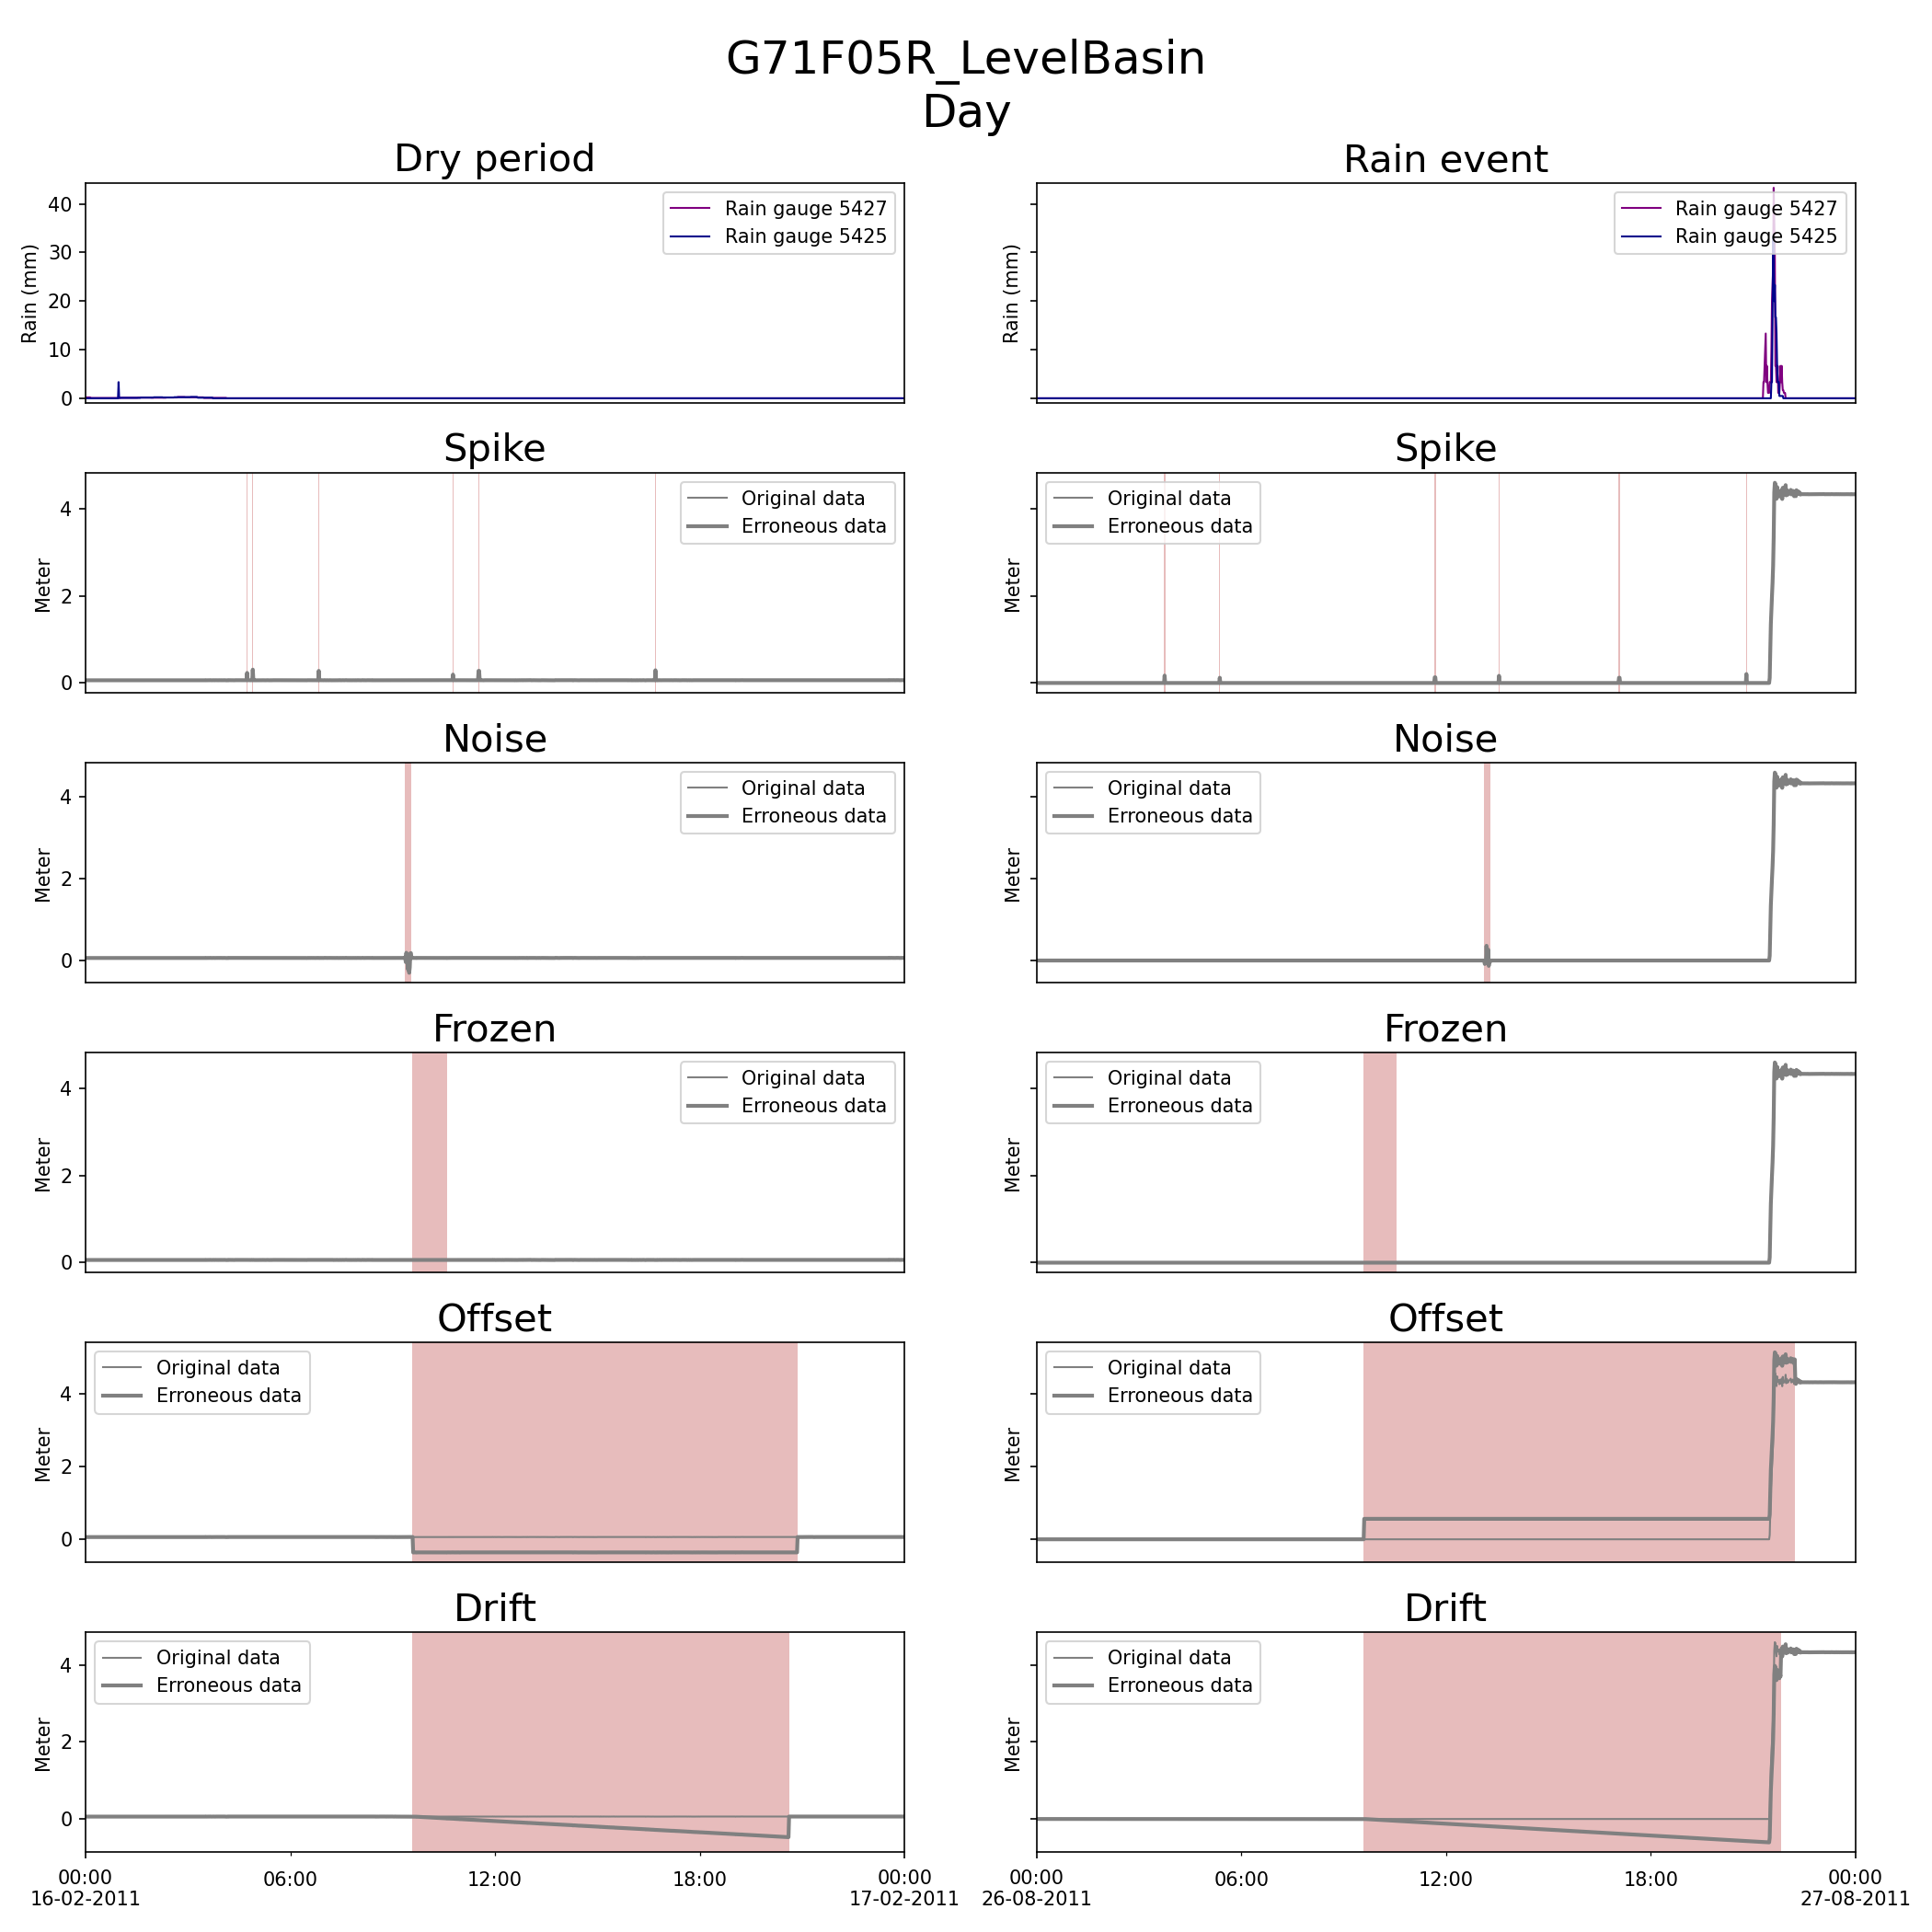 G71F05R_LevelBasin
Day
Dry period
Rain event
40
30
20
10
0
Rain (mm)
Rain gauge 5427
Rain gauge 5425
Rain (mm)
Rain gauge 5427
Rain gauge 5425
Spike
Spike
4
2
0
Meter
Original data
Erroneous data
Meter
Original data
Erroneous data
Noise
Noise
4
2
0
Meter
Original data
Erroneous data
Meter
Original data
Erroneous data
Frozen
Frozen
4
2
0
Meter
Original data
Erroneous data
Meter
Original data
Erroneous data
Offset
Offset
4
2
0
Meter
Original data
Erroneous data
Meter
Original data
Erroneous data
Drift
Drift
4
2
0
Meter
Original data
Erroneous data
Meter
Original data
Erroneous data
00:00 06:00 12:00 18:00 00:00
16-02-2011 17-02-2011
00:00 06:00 12:00 18:00 00:00
26-08-2011 27-08-2011